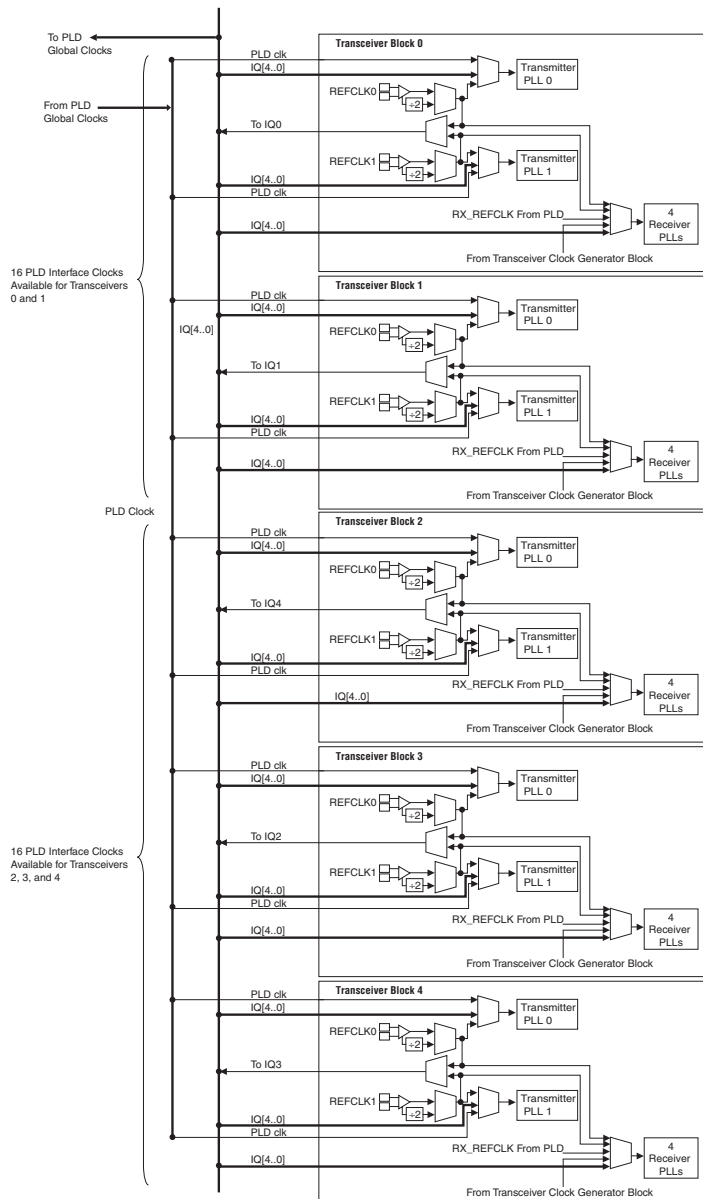 To PLD
Global Clocks
From PLD
Global Clocks
16 PLD Interface Clocks
Available for Transceivers
0 and 1
IQ[4..0]
PLD Clock
16 PLD Interface Clocks
Available for Transceivers
2, 3, and 4
Transceiver Block 0
PLD clk
IQ[4..0]
Transmitter
PLL 0
REFCLK0
÷2
To IQ0
REFCLK1
÷2
Transmitter
PLL 1
IQ[4..0]
PLD clk
RX_REFCLK From PLD
IQ[4..0]
4
Receiver
PLLs
From Transceiver Clock Generator Block
Transceiver Block 1
PLD clk
IQ[4..0]
Transmitter
PLL 0
REFCLK0
÷2
To IQ1
REFCLK1
÷2
Transmitter
PLL 1
IQ[4..0]
PLD clk
RX_REFCLK From PLD
IQ[4..0]
4
Receiver
PLLs
From Transceiver Clock Generator Block
Transceiver Block 2
PLD clk
IQ[4..0]
Transmitter
PLL 0
REFCLK0
÷2
To IQ4
REFCLK1
÷2
Transmitter
PLL 1
IQ[4..0]
PLD clk
RX_REFCLK From PLD
IQ[4..0]
4
Receiver
PLLs
From Transceiver Clock Generator Block
Transceiver Block 3
PLD clk
IQ[4..0]
Transmitter
PLL 0
REFCLK0
÷2
To IQ2
REFCLK1
÷2
Transmitter
PLL 1
IQ[4..0]
PLD clk
RX_REFCLK From PLD
IQ[4..0]
4
Receiver
PLLs
From Transceiver Clock Generator Block
Transceiver Block 4
PLD clk
IQ[4..0]
Transmitter
PLL 0
REFCLK0
÷2
To IQ3
REFCLK1
÷2
Transmitter
PLL 1
IQ[4..0]
PLD clk
RX_REFCLK From PLD
IQ[4..0]
4
Receiver
PLLs
From Transceiver Clock Generator Block